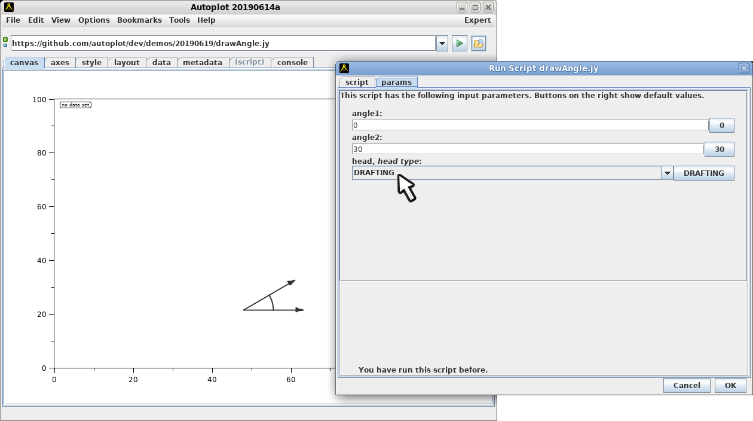 Autoplot 20190614a
File Edit View Options Bookmarks Tools Help Expert
https://github.com/autoplot/dev/demos/20190619/drawAngle.jy
canvas axes style layout data metadata (script) console
100
no data set
80
60
40
20
0
0 20 40 60
Run Script drawAngle.jy
script params
This script has the following input parameters. Buttons on the right show default values.
angle1:
0 0
angle2:
30 30
head, head type:
DRAFTING DRAFTING
You have run this script before.
Cancel OK